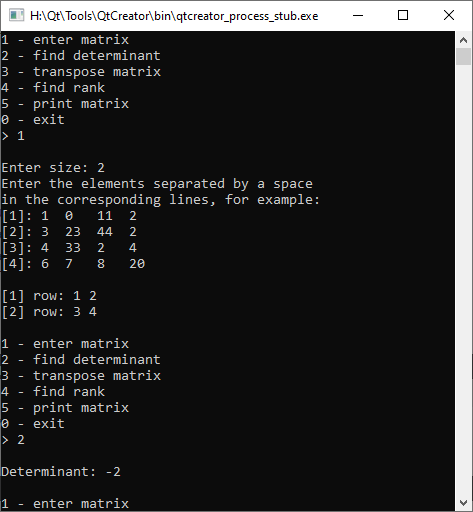 H:\Qt\Tools\QtCreator\bin\qtcreator_process_stub.exe
1 - enter matrix
2 - find determinant
3 - transpose matrix
4 - find rank
5 - print matrix
0 - exit
> 1
Enter size: 2
Enter the elements separated by a space
in the corresponding lines, for example:
[1]: 1  0   11  2
[2]: 3  23  44  2
[3]: 4  33  2   4
[4]: 6  7   8   20
[1] row: 1 2
[2] row: 3 4
1 - enter matrix
2 - find determinant
3 - transpose matrix
4 - find rank
5 - print matrix
0 - exit
> 2
Determinant: -2
1 - enter matrix